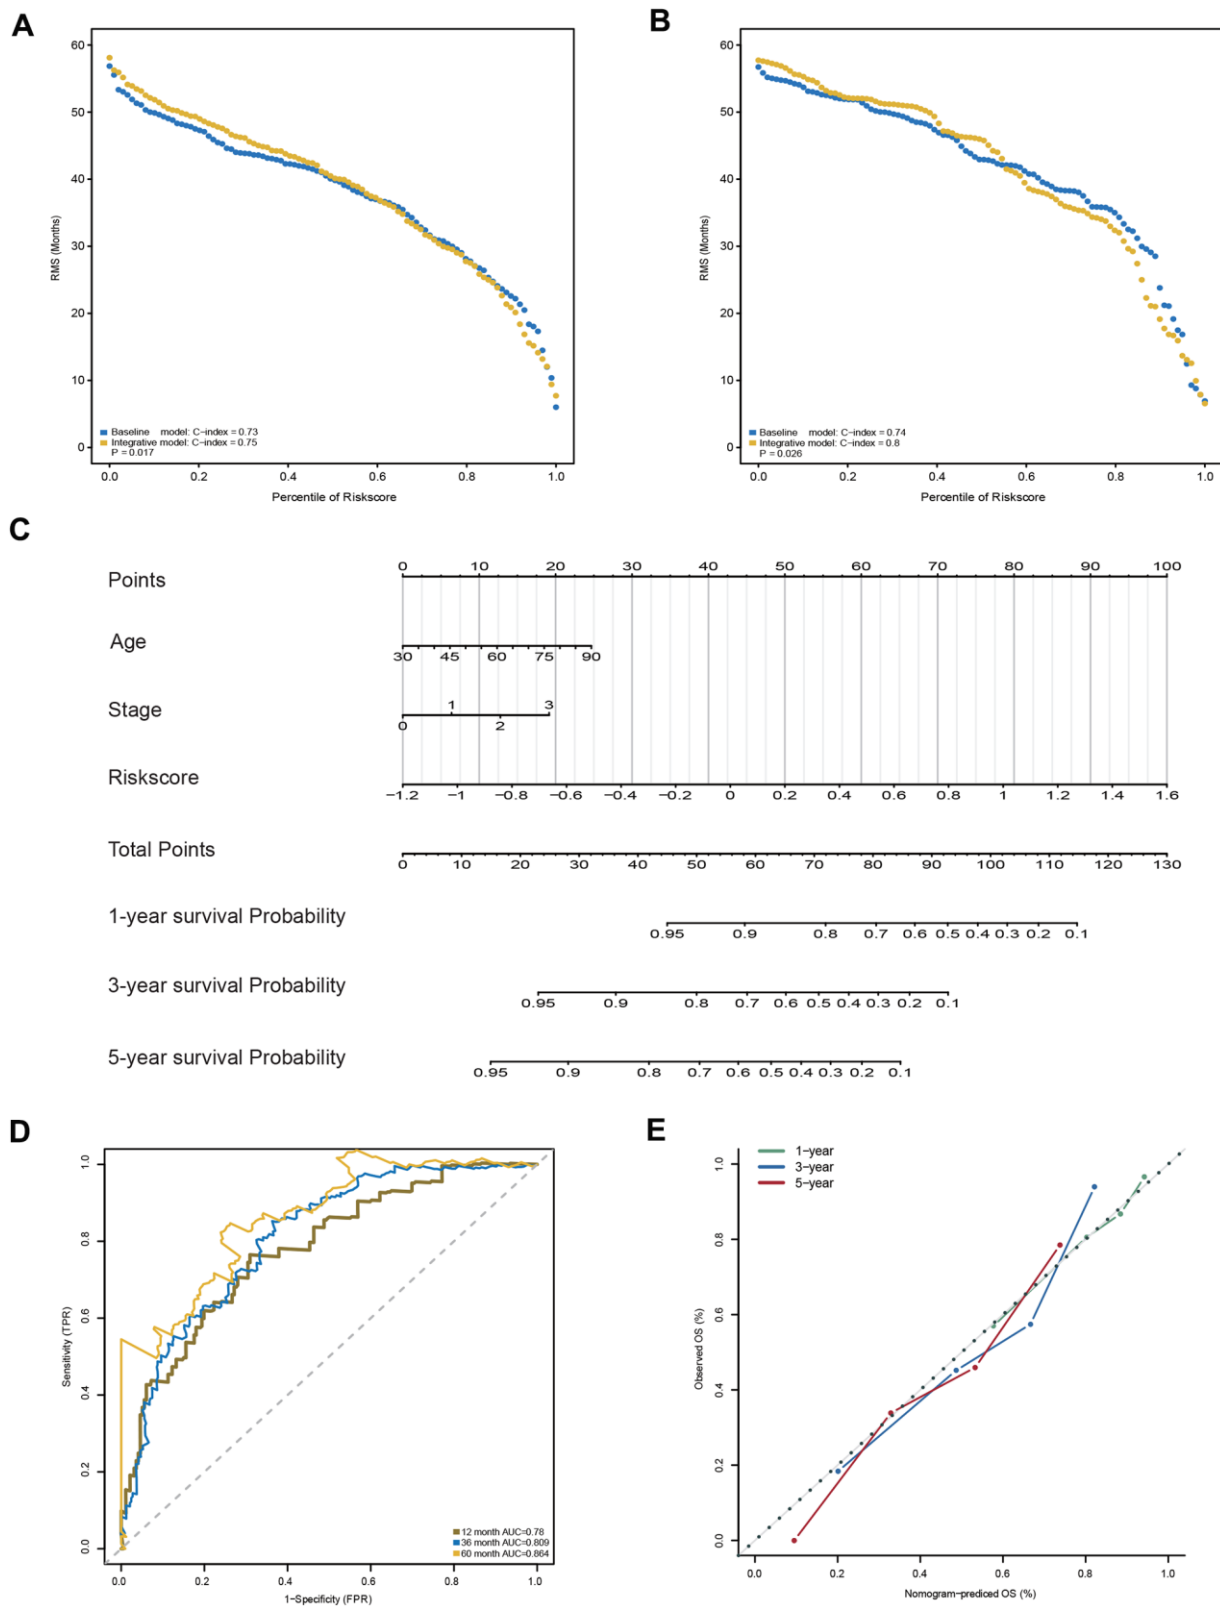 A
60
50
40
30
20
10
0
RMS (Months)
Baseline model: C-index = 0.73
Integrative model: C-index = 0.75
P = 0.017
0.0 0.2 0.4 0.6 0.8 1.0
Percentile of Riskscore
B
60
50
40
30
20
10
0
RMS (Months)
Baseline model: C-index = 0.74
Integrative model: C-index = 0.8
P = 0.026
0.0 0.2 0.4 0.6 0.8 1.0
Percentile of Riskscore
C
Points 0 10 20 30 40 50 60 70 80 90 100
Age
30 45 60 75 90
Stage 1 3
0 2
Riskscore
−1.2 −1 −0.8 −0.6 −0.4 −0.2 0 0.2 0.4 0.6 0.8 1 1.2 1.4 1.6
Total Points
0 10 20 30 40 50 60 70 80 90 100 110 120 130
1-year survival Probability
0.95 0.9 0.8 0.7 0.6 0.5 0.4 0.3 0.2 0.1
3-year survival Probability
0.95 0.9 0.8 0.7 0.6 0.5 0.4 0.3 0.2 0.1
5-year survival Probability
0.95 0.9 0.8 0.7 0.6 0.5 0.4 0.3 0.2 0.1
D
1.0
0.8
0.6
0.4
0.2
0.0
Sensitivity (TPR)
12 month AUC=0.78
36 month AUC=0.809
60 month AUC=0.864
0.0 0.2 0.4 0.6 0.8 1.0
1-Specificity (FPR)
E
1-year
3-year
5-year
1.0
0.8
0.6
0.4
0.2
0.0
Observed OS (%)
0.0 0.2 0.4 0.6 0.8 1.0
Nomogram-prediced OS (%)